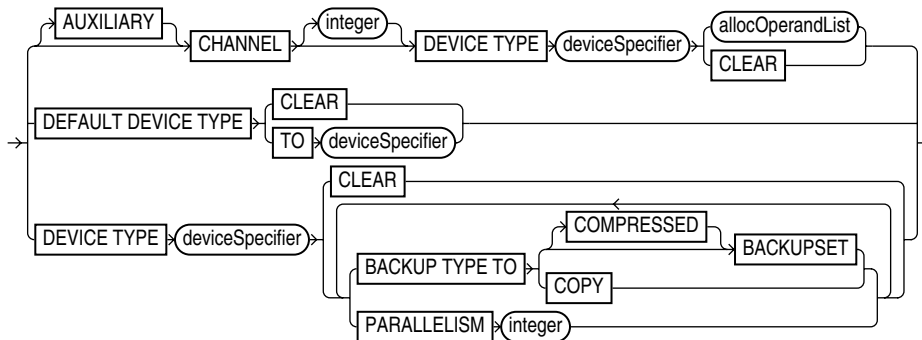 AUXILIARY
CHANNEL
integer
DEVICE TYPE
deviceSpecifier
allocOperandList
CLEAR
DEFAULT DEVICE TYPE
CLEAR
TO
deviceSpecifier
DEVICE TYPE
deviceSpecifier
CLEAR
BACKUP TYPE TO
COMPRESSED
BACKUPSET
COPY
PARALLELISM
integer